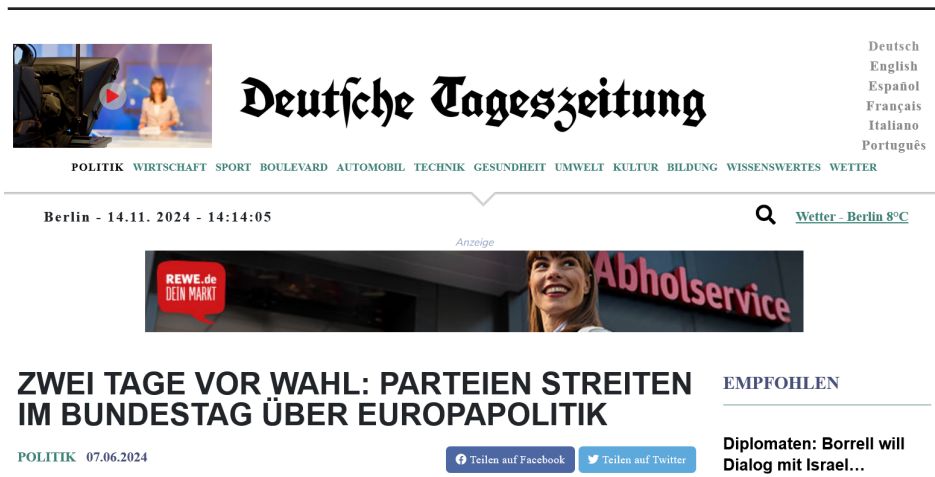 Deutsche Tageszeitung
Deutsch
English
Español
Français
Italiano
Português
POLITIK WIRTSCHAFT SPORT BOULEVARD AUTOMOBIL TECHNIK GESUNDHEIT UMWELT KULTUR BILDUNG WISSENSWERTES WETTER
Berlin - 14.11. 2024 - 14:14:05
Wetter - Berlin 8°C
Anzeige
REWE.de
DEIN MARKT
Abholservice
ZWEI TAGE VOR WAHL: PARTEIEN STREITEN
IM BUNDESTAG ÜBER EUROPAPOLITIK
POLITIK 07.06.2024
Teilen auf Facebook
Teilen auf Twitter
EMPFOHLEN
Diplomaten: Borrell will
Dialog mit Israel…